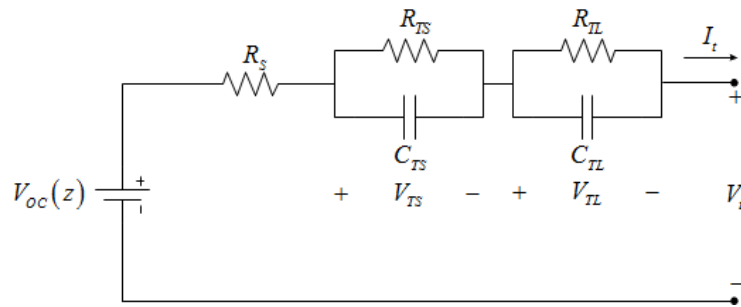 R_TS
R_TL
I_t
R_S
+
C_TS
C_TL
V_OC(z)
+
-
+ V_TS − + V_TL −
−